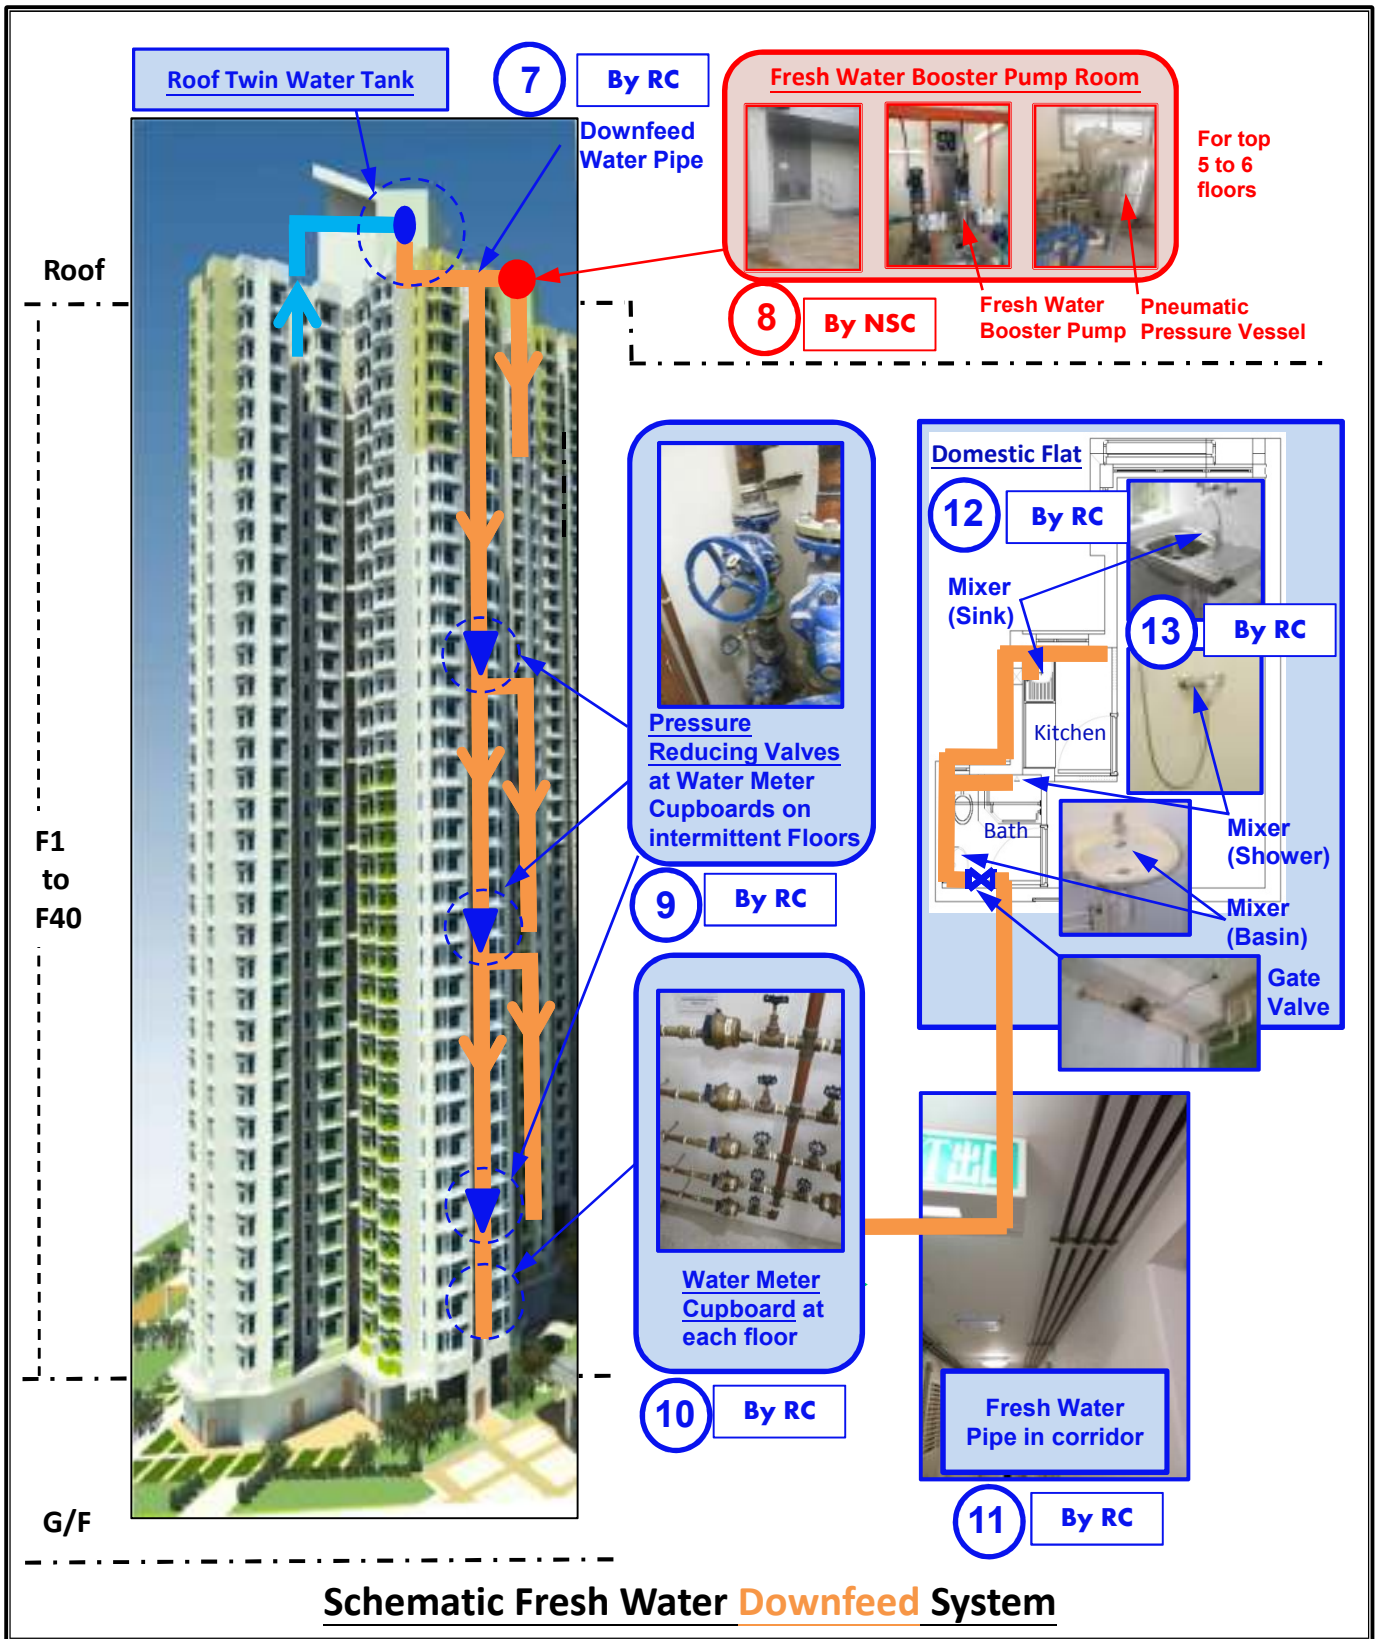 Roof Twin Water Tank
7
By RC
Downfeed
Water Pipe
Fresh Water Booster Pump Room
For top
5 to 6
floors
Fresh Water
Booster Pump
Pneumatic
Pressure Vessel
8
By NSC
Roof
F1
to
F40
G/F
Pressure
Reducing Valves
at Water Meter
Cupboards on
intermittent Floors
9
By RC
Water Meter
Cupboard at
each floor
10
By RC
Domestic Flat
12
By RC
Mixer
(Sink)
13
By RC
Kitchen
Bath
Mixer
(Shower)
Mixer
(Basin)
Gate
Valve
出口
Fresh Water
Pipe in corridor
11
By RC
Schematic Fresh Water Downfeed System